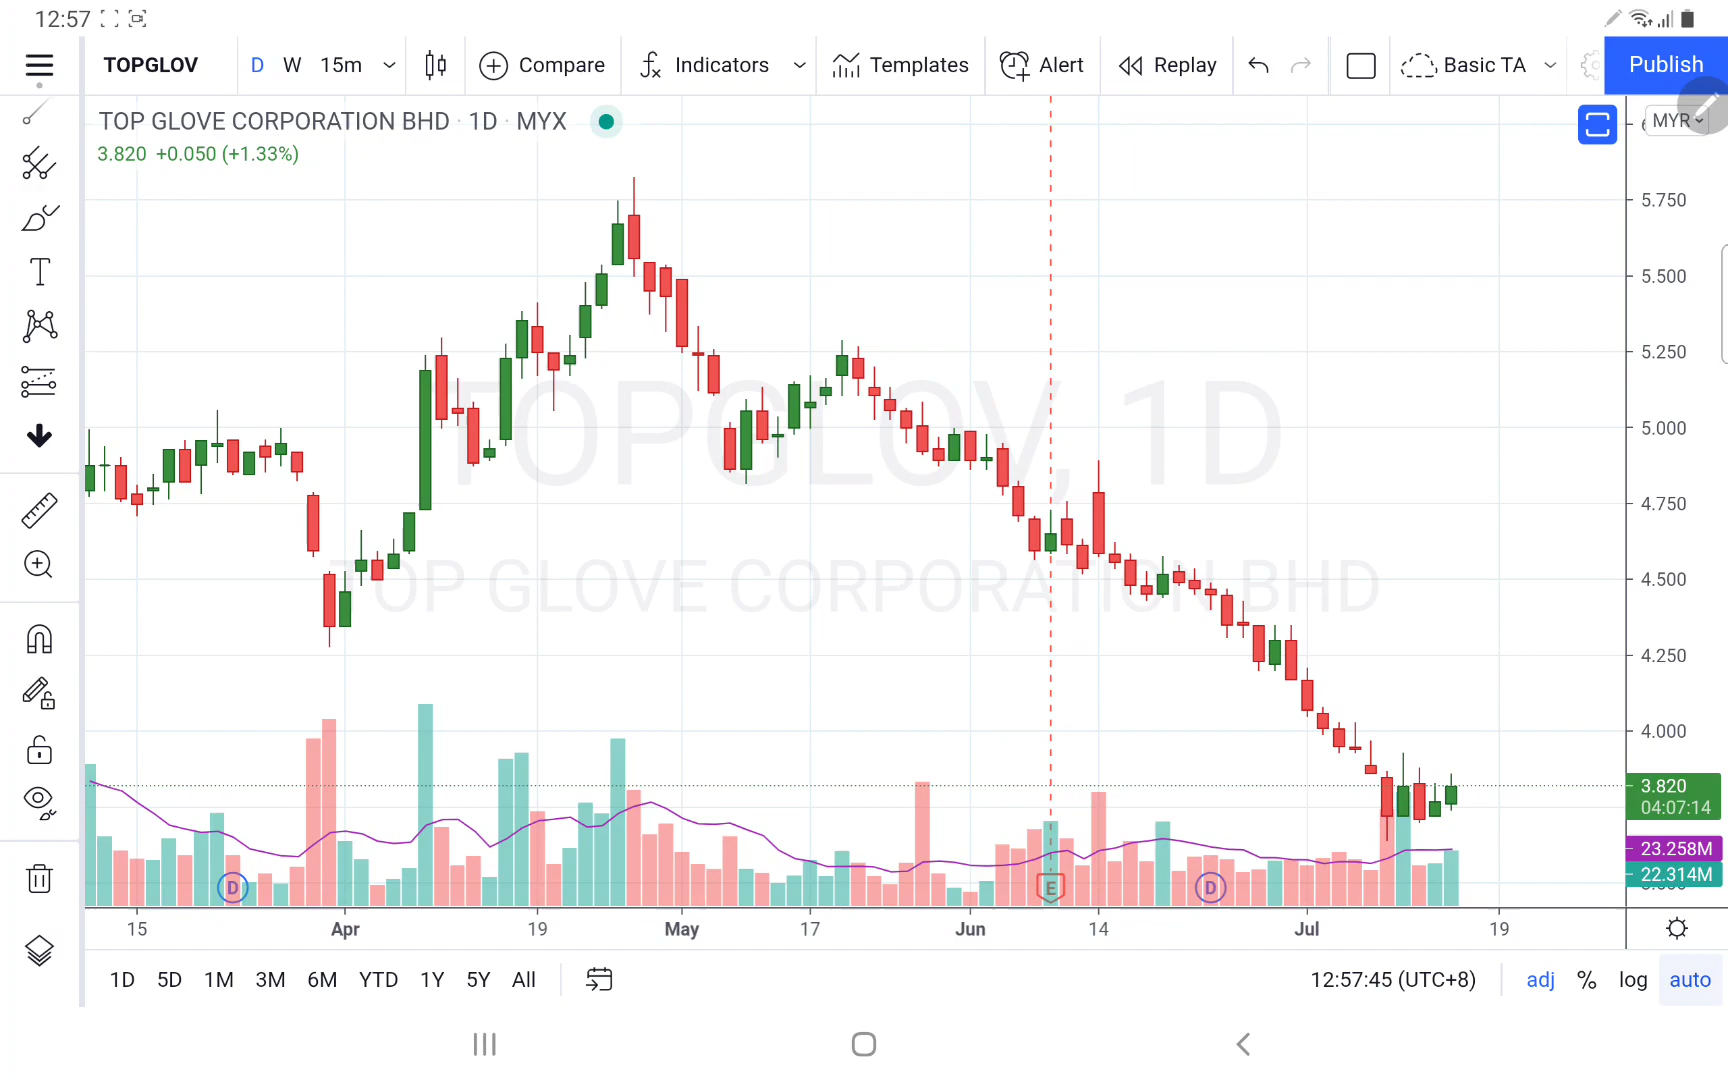 12:57
TOPGLOV D W 15m Compare Indicators Templates Alert Replay Basic TA Publish
TOP GLOVE CORPORATION BHD · 1D · MYX
MYR
3.820 +0.050 (+1.33%)
5.750
5.500
5.250
5.000
4.750
4.500
4.250
4.000
3.820
04:07:14
23.258M
22.314M
TOPGLOV, 1D
TOP GLOVE CORPORATION BHD
D E D
15 Apr 19 May 17 Jun 14 Jul 19
1D 5D 1M 3M 6M YTD 1Y 5Y All 12:57:45 (UTC+8) adj % log auto